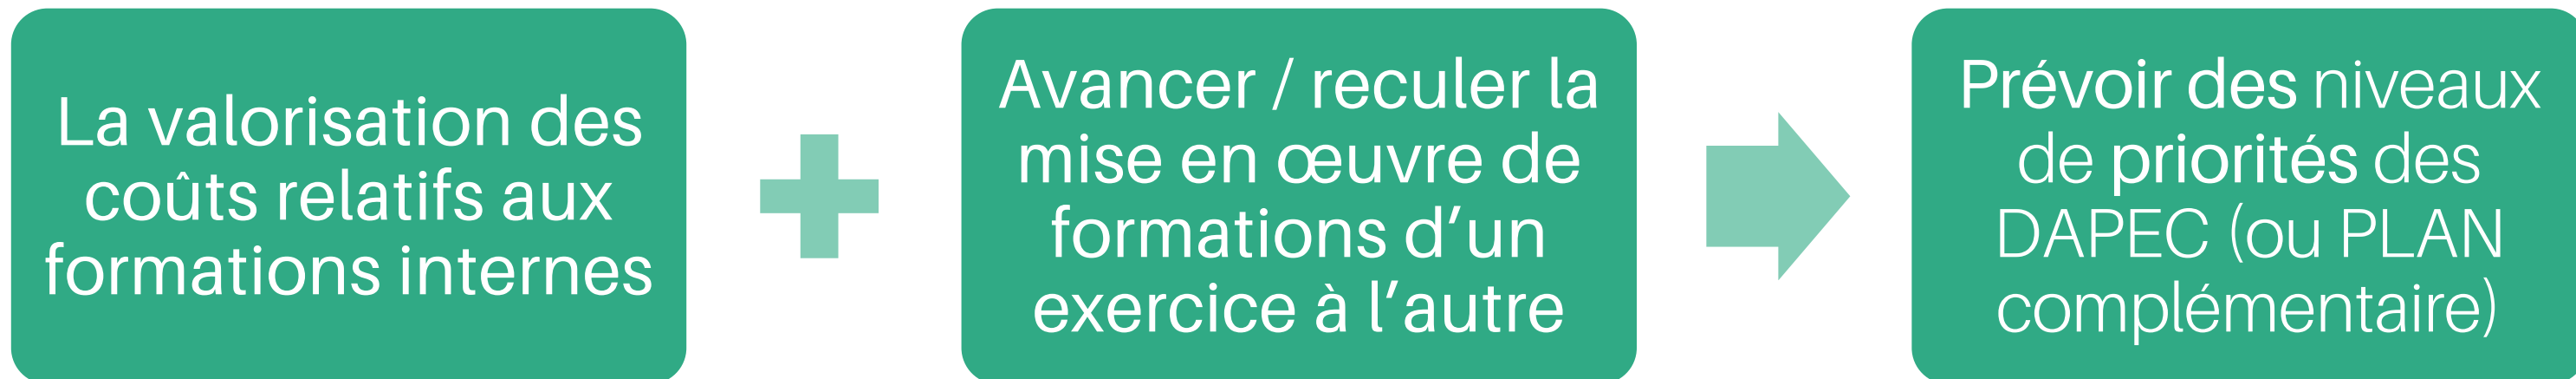 La valorisation des
coûts relatifs aux
formations internes
Avancer / reculer la
mise en œuvre de
formations d’un
exercice à l’autre
Prévoir des niveaux
de priorités des
DAPEC (ou PLAN
complémentaire)